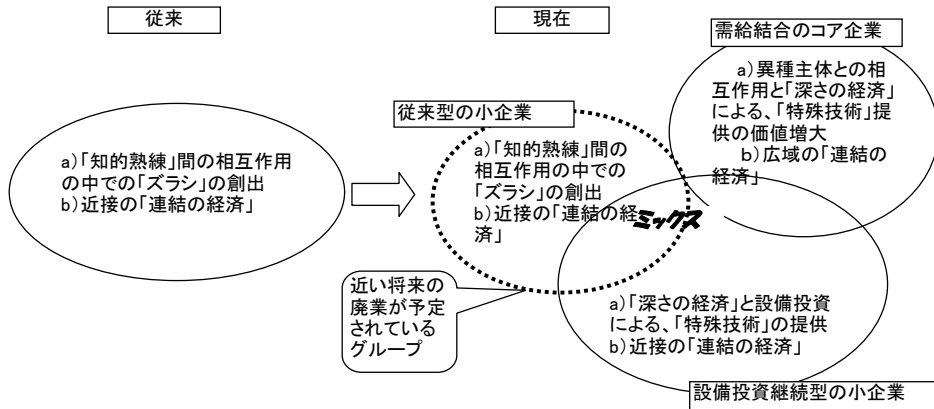 従来
現在
需給結合のコア企業
a)異種主体との相
互作用と「深さの経済」
による、「特殊技術」提
供の価値増大
b)広域の「連結の
経済」
従来型の小企業
a)「知的熟練」間の相互作用
の中での「ズラシ」の創出
b)近接の「連結の経済」
a)「知的熟練」間の
相互作用の中での
「ズラシ」の創出
b)近接の「連結の経
済」
ミックス
近い将来の
廃業が予定
されている
グループ
a)「深さの経済」と設備投資
による、「特殊技術」の提供
b)近接の「連結の経済」
設備投資継続型の小企業